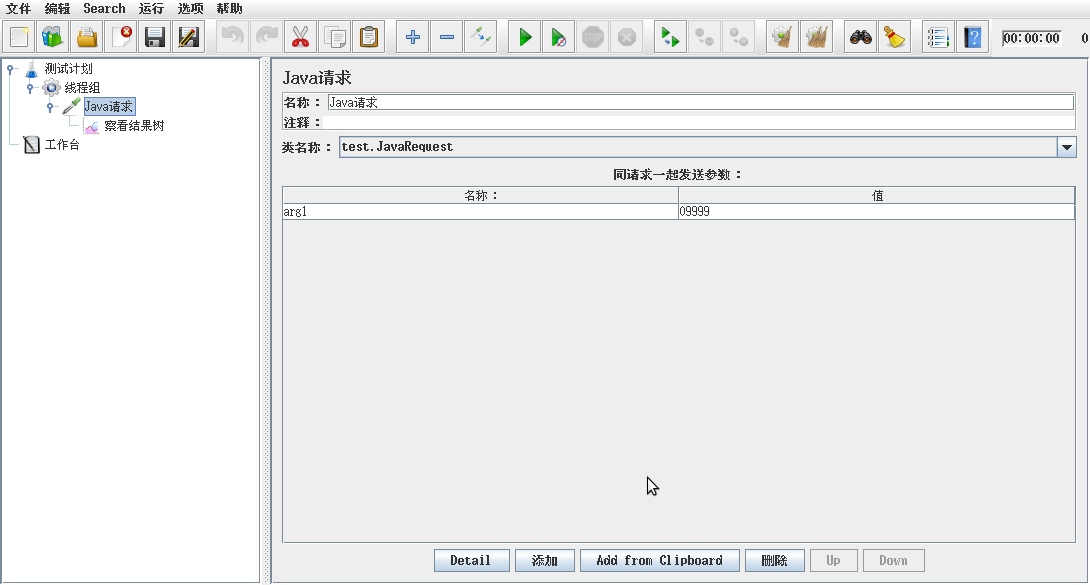 文件 编辑 Search 运行 选项 帮助
STOP 00:00:00 0
测试计划
线程组
Java请求
察看结果树
工作台
Java请求
名称： Java请求
注释：
类名称： test.JavaRequest
同请求一起发送参数：
名称： 值
arg1 09999
Detail 添加 Add from Clipboard 删除 Up Down